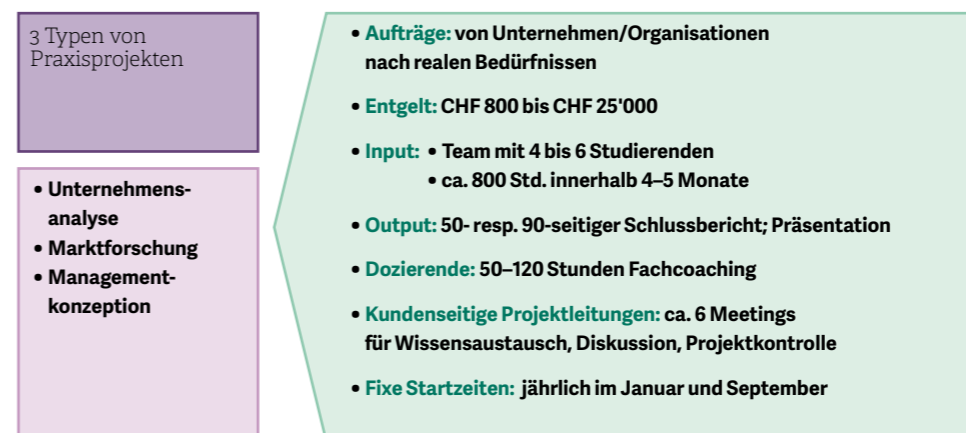 3 Typen von
Praxisprojekten
• Unternehmens-
analyse
• Marktforschung
• Management-
konzeption
• Aufträge: von Unternehmen/Organisationen
nach realen Bedürfnissen
• Entgelt: CHF 800 bis CHF 25'000
• Input: • Team mit 4 bis 6 Studierenden
• ca. 800 Std. innerhalb 4–5 Monate
• Output: 50- resp. 90-seitiger Schlussbericht; Präsentation
• Dozierende: 50–120 Stunden Fachcoaching
• Kundenseitige Projektleitungen: ca. 6 Meetings
für Wissensaustausch, Diskussion, Projektkontrolle
• Fixe Startzeiten: jährlich im Januar und September